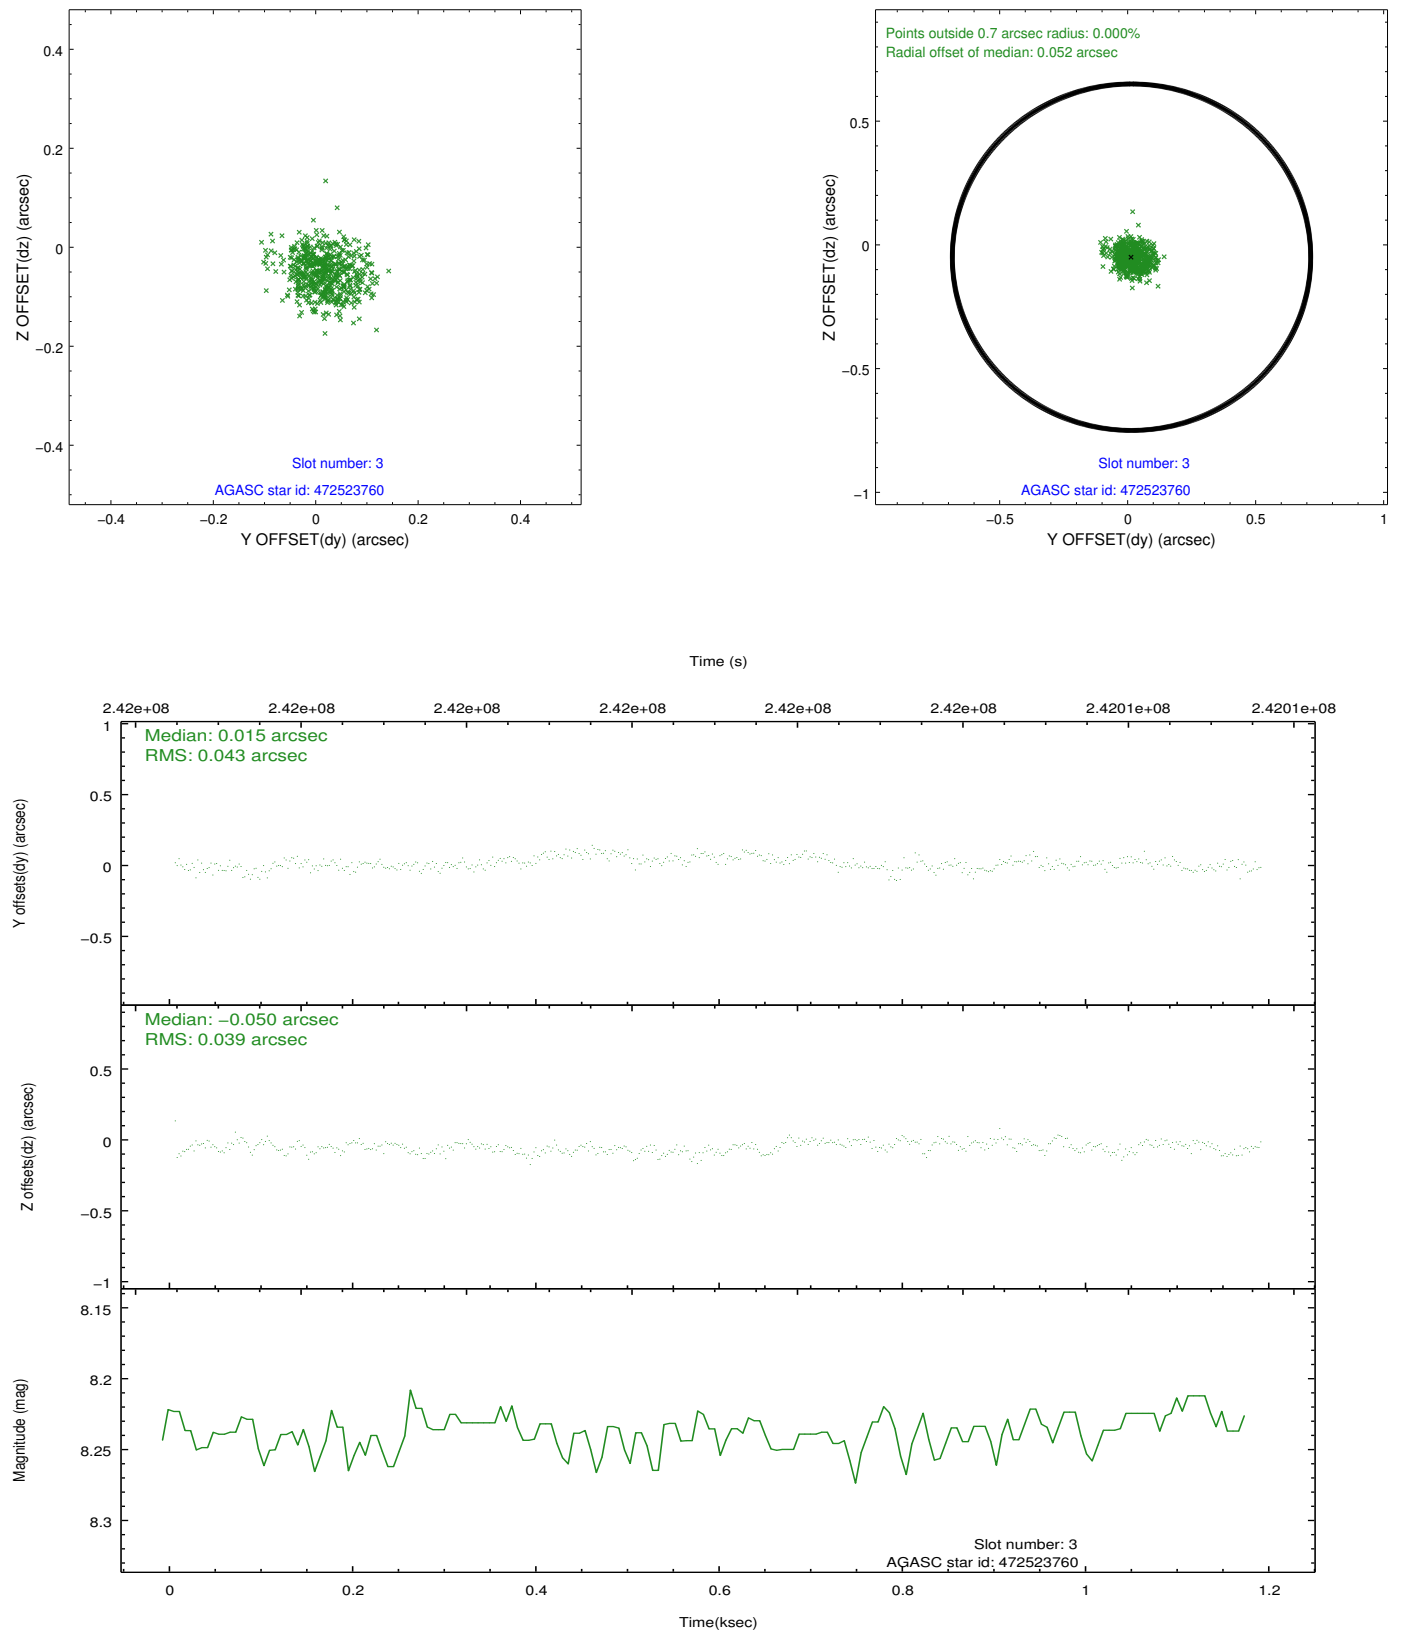 0.4
0.2
0
−0.2
−0.4
Z OFFSET(dz) (arcsec)
Slot number: 3
AGASC star id: 472523760
−0.4 −0.2 0 0.2 0.4
Y OFFSET(dy) (arcsec)
Points outside 0.7 arcsec radius: 0.000%
Radial offset of median: 0.052 arcsec
0.5
0
−0.5
−1
Z OFFSET(dz) (arcsec)
Slot number: 3
AGASC star id: 472523760
−0.5 0 0.5 1
Y OFFSET(dy) (arcsec)
Time (s)
2.42e+08 2.42e+08 2.42e+08 2.42e+08 2.42e+08 2.42e+08 2.4201e+08 2.4201e+08
Median: 0.015 arcsec
RMS: 0.043 arcsec
1
0.5
0
−0.5
Y offsets(dy) (arcsec)
Median: −0.050 arcsec
RMS: 0.039 arcsec
0.5
0
−0.5
−1
Z offsets(dz) (arcsec)
8.15
8.2
8.25
8.3
Magnitude (mag)
Slot number: 3
AGASC star id: 472523760
0 0.2 0.4 0.6 0.8 1 1.2
Time(ksec)